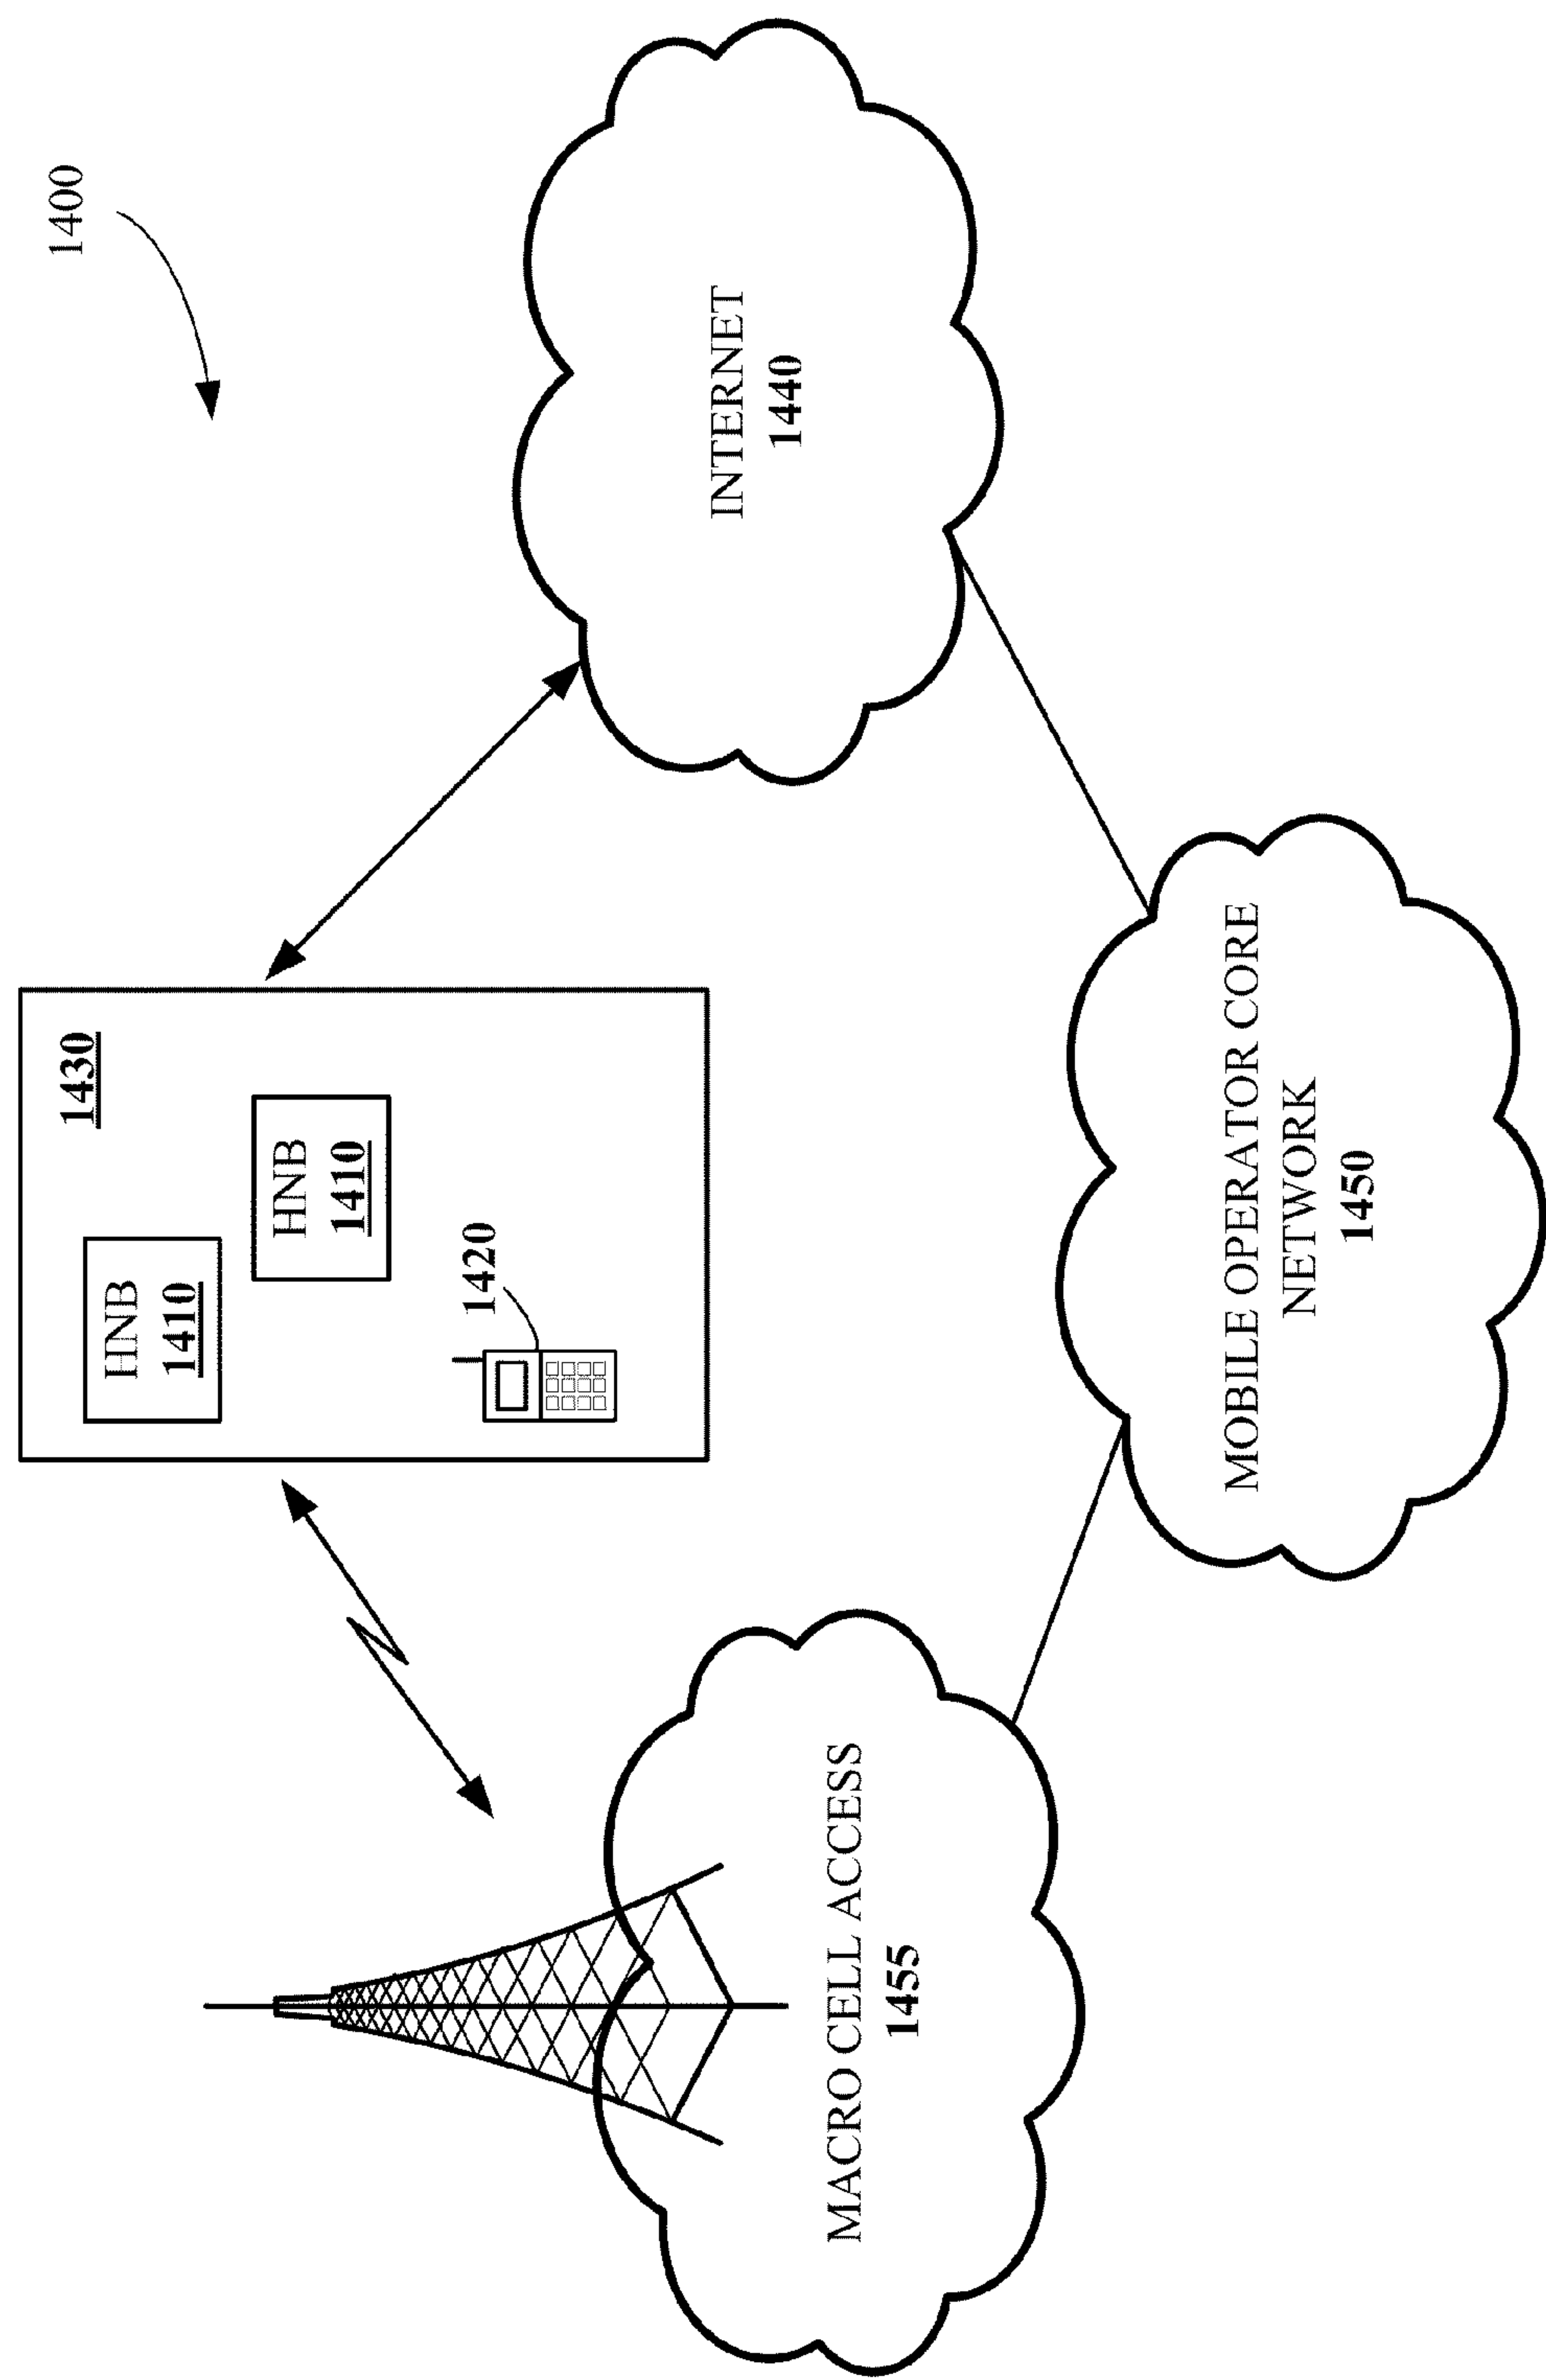 1400
1430
HNB
1410
HNB
1410
1420
INTERNET
1440
MACRO CELL ACCESS
1455
MOBILE OPERATOR CORE
NETWORK
1450